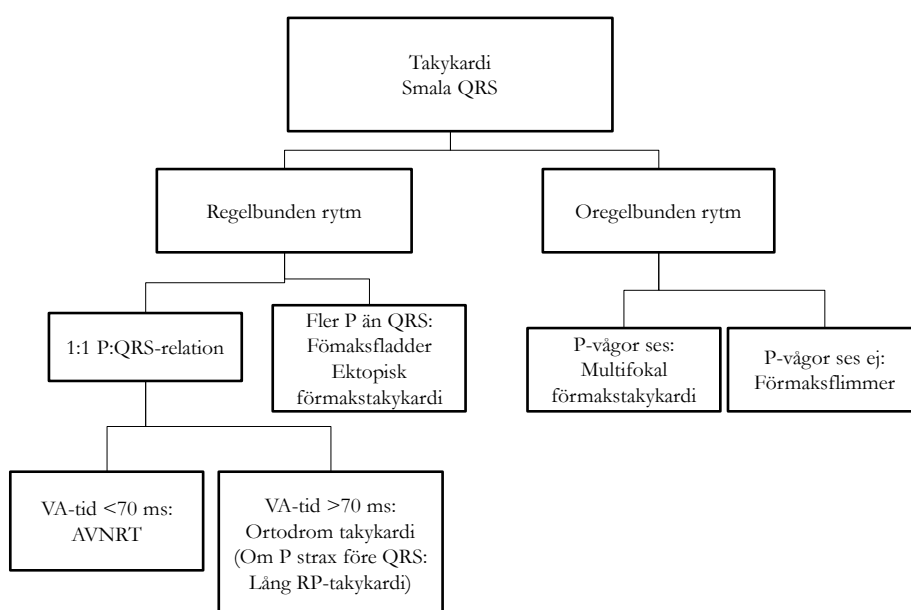 Takykardi
Smala QRS
Regelbunden rytm
Oregelbunden rytm
1:1 P:QRS-relation
Fler P än QRS:
Fömaksfladder
Ektopisk
förmakstakykardi
P-vågor ses:
Multifokal
förmakstakykardi
P-vågor ses ej:
Förmaksflimmer
VA-tid <70 ms:
AVNRT
VA-tid >70 ms:
Ortodrom takykardi
(Om P strax före QRS:
Lång RP-takykardi)